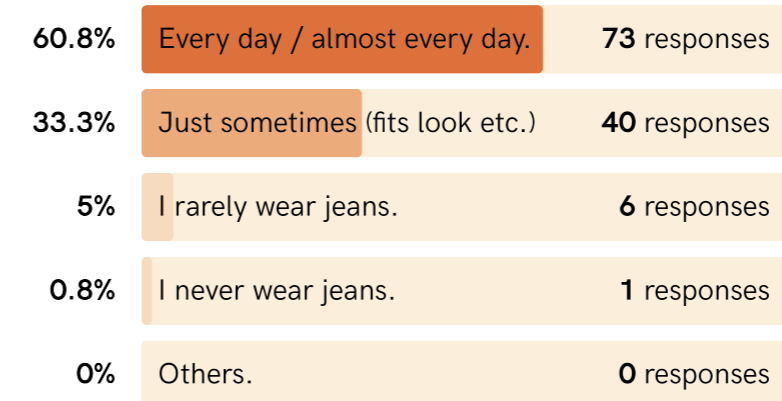 60.8% Every day / almost every day. 73 responses
33.3% Just sometimes (fits look etc.) 40 responses
5% I rarely wear jeans. 6 responses
0.8% I never wear jeans. 1 responses
0% Others. 0 responses